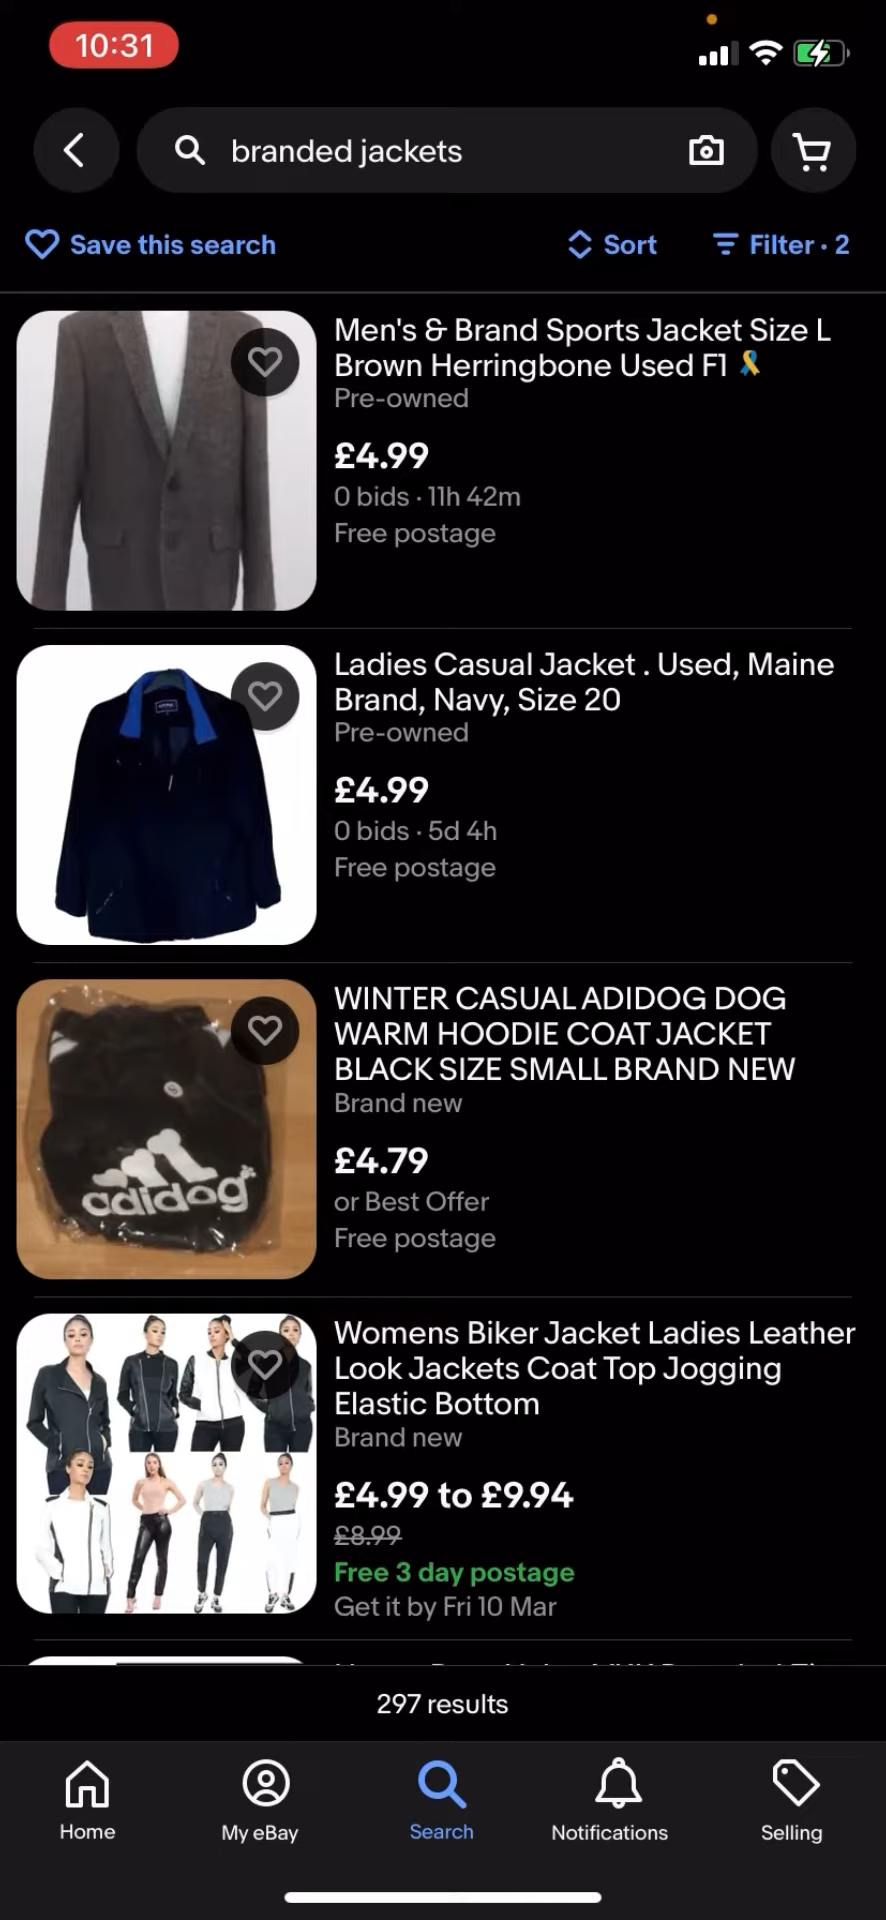 10:31
branded jackets
Save this search
Sort
Filter · 2
Men's & Brand Sports Jacket Size L
Brown Herringbone Used F1 🎗️
Pre-owned
£4.99
0 bids · 11h 42m
Free postage
Ladies Casual Jacket . Used, Maine
Brand, Navy, Size 20
Pre-owned
£4.99
0 bids · 5d 4h
Free postage
adidog
WINTER CASUAL ADIDOG DOG
WARM HOODIE COAT JACKET
BLACK SIZE SMALL BRAND NEW
Brand new
£4.79
or Best Offer
Free postage
Womens Biker Jacket Ladies Leather
Look Jackets Coat Top Jogging
Elastic Bottom
Brand new
£4.99 to £9.94
£8.99
Free 3 day postage
Get it by Fri 10 Mar
297 results
Home
My eBay
Search
Notifications
Selling